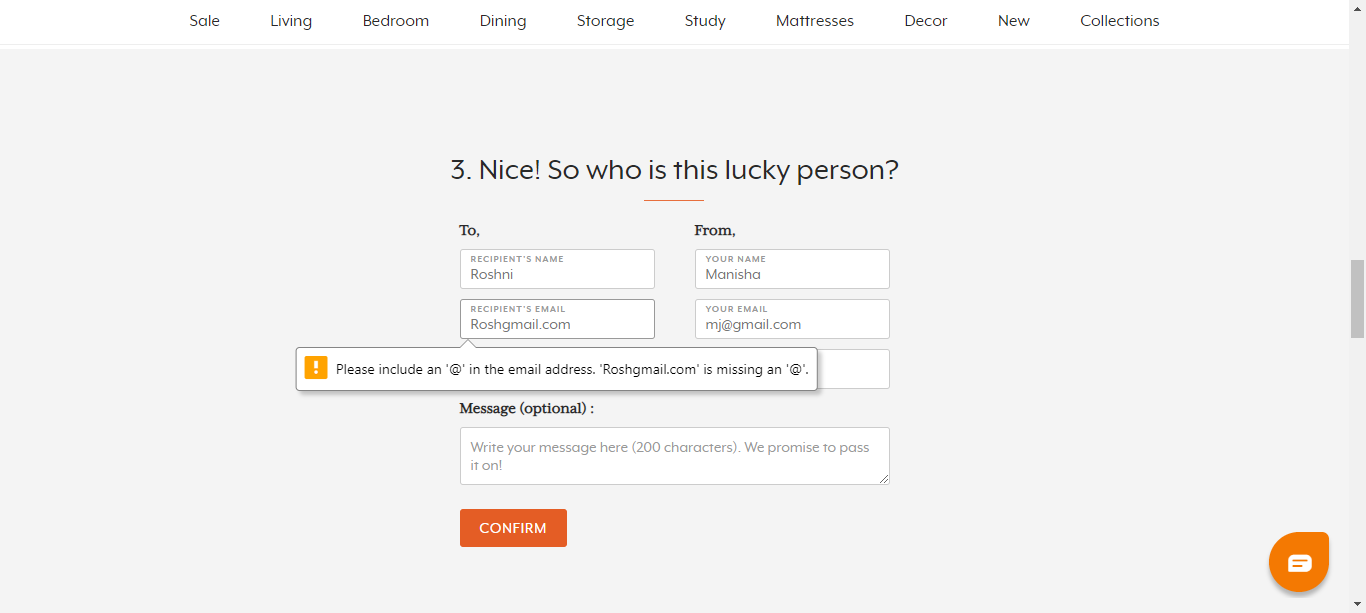 Sale Living Bedroom Dining Storage Study Mattresses Decor New Collections
3. Nice! So who is this lucky person?
To,
From,
RECIPIENT'S NAME
Roshni
YOUR NAME
Manisha
RECIPIENT'S EMAIL
Roshgmail.com
YOUR EMAIL
mj@gmail.com
Please include an '@' in the email address. 'Roshgmail.com' is missing an '@'.
Message (optional) :
Write your message here (200 characters). We promise to pass
it on!
CONFIRM